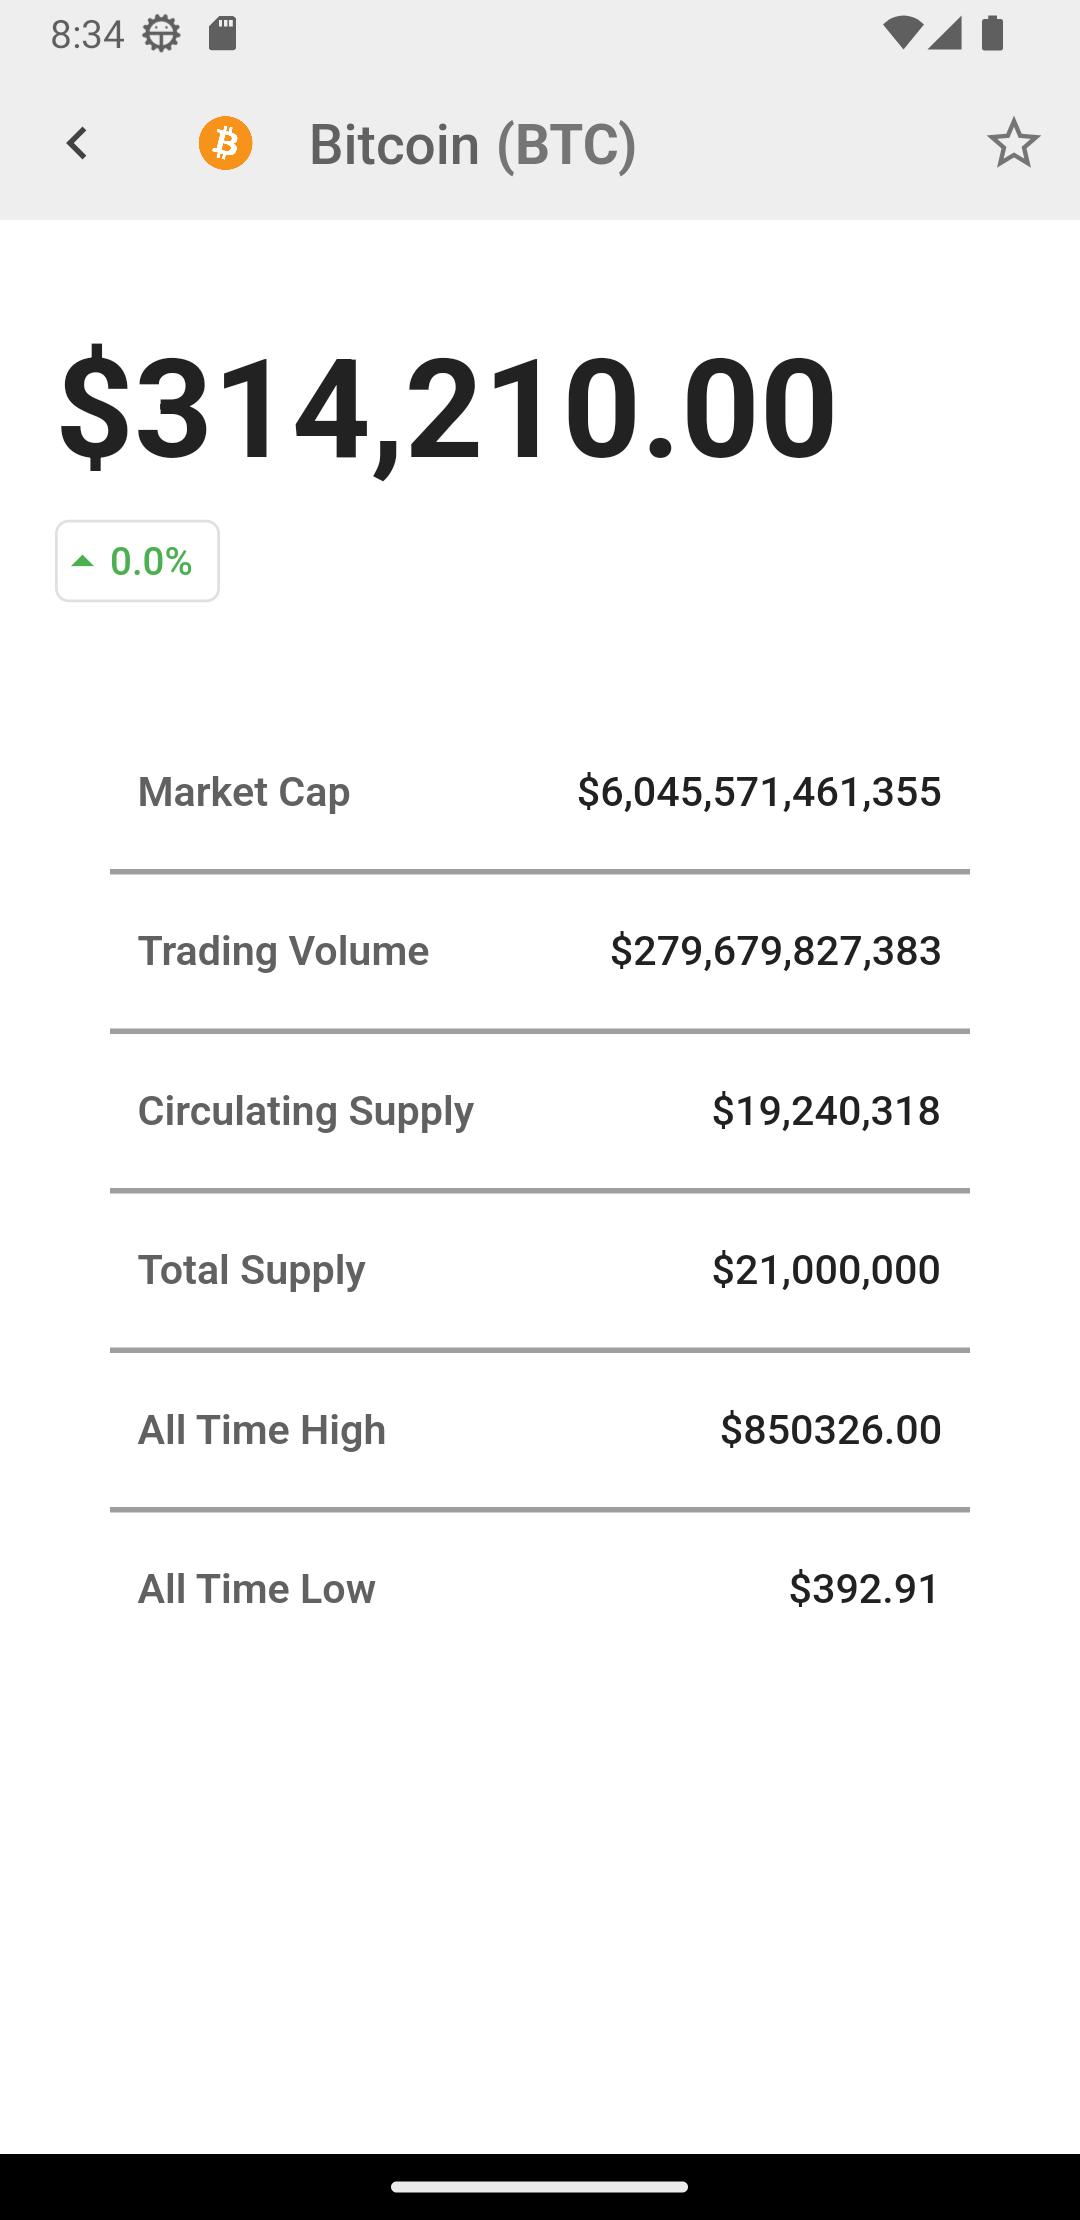 8:34
Bitcoin (BTC)
$314,210.00
0.0%
Market Cap $6,045,571,461,355
Trading Volume $279,679,827,383
Circulating Supply $19,240,318
Total Supply $21,000,000
All Time High $850326.00
All Time Low $392.91